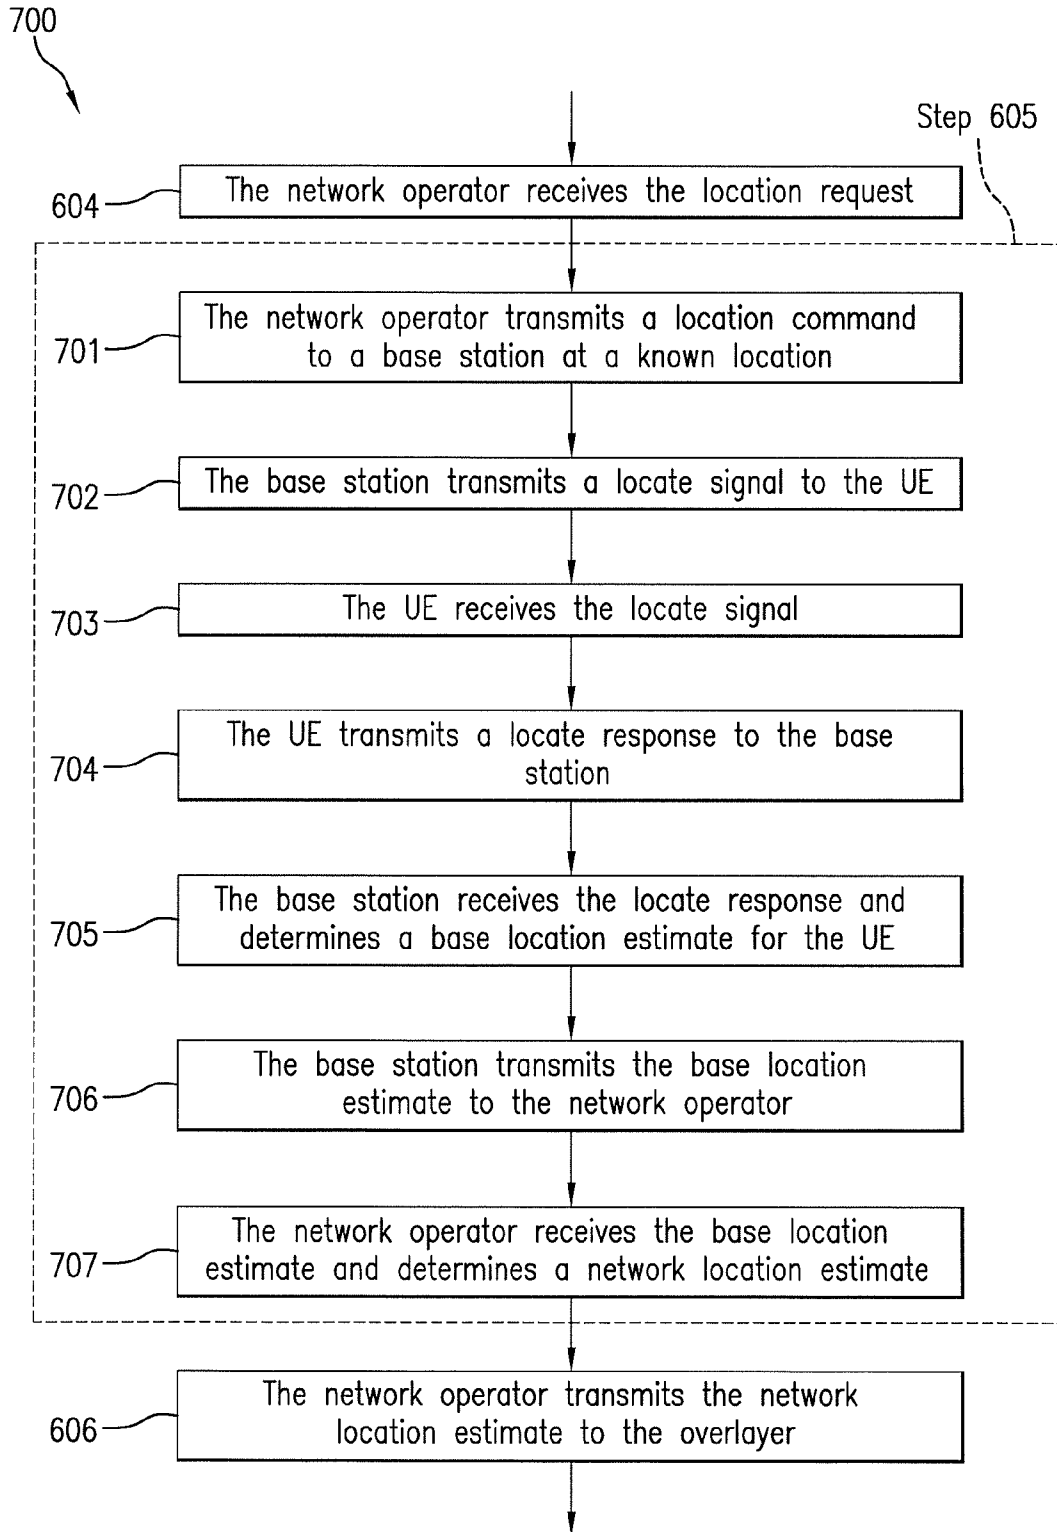 700
Step 605
604
The network operator receives the location request
701
The network operator transmits a location command
to a base station at a known location
702
The base station transmits a locate signal to the UE
703
The UE receives the locate signal
704
The UE transmits a locate response to the base
station
705
The base station receives the locate response and
determines a base location estimate for the UE
706
The base station transmits the base location
estimate to the network operator
707
The network operator receives the base location
estimate and determines a network location estimate
606
The network operator transmits the network
location estimate to the overlayer